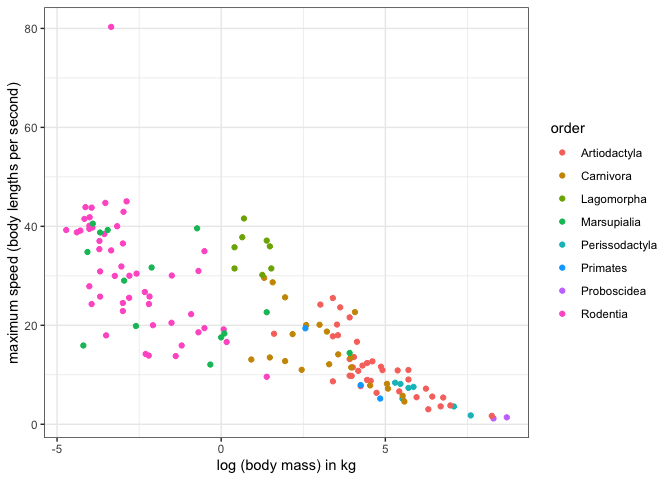 80
60
40
20
0
maximum speed (body lengths per second)
-5
0
5
log (body mass) in kg
order
Artiodactyla
Carnivora
Lagomorpha
Marsupialia
Perissodactyla
Primates
Proboscidea
Rodentia